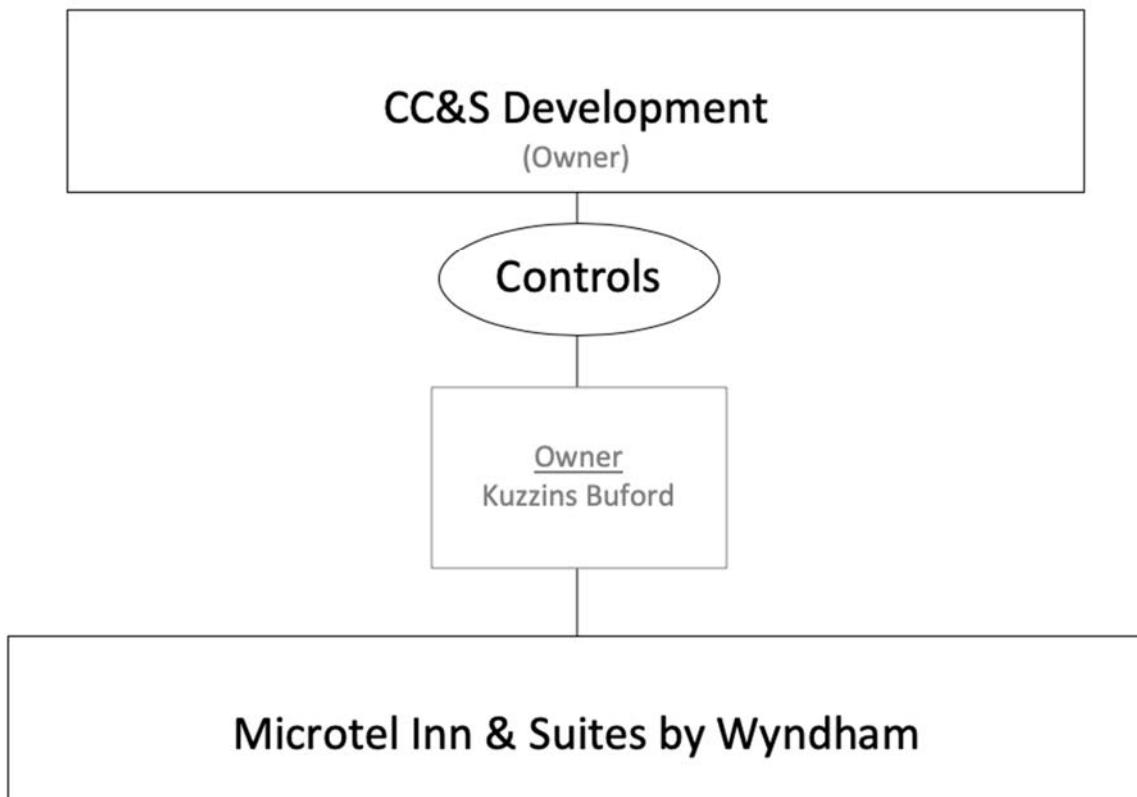 CC&S Development
(Owner)
Controls
Owner
Kuzzins Buford
Microtel Inn & Suites by Wyndham